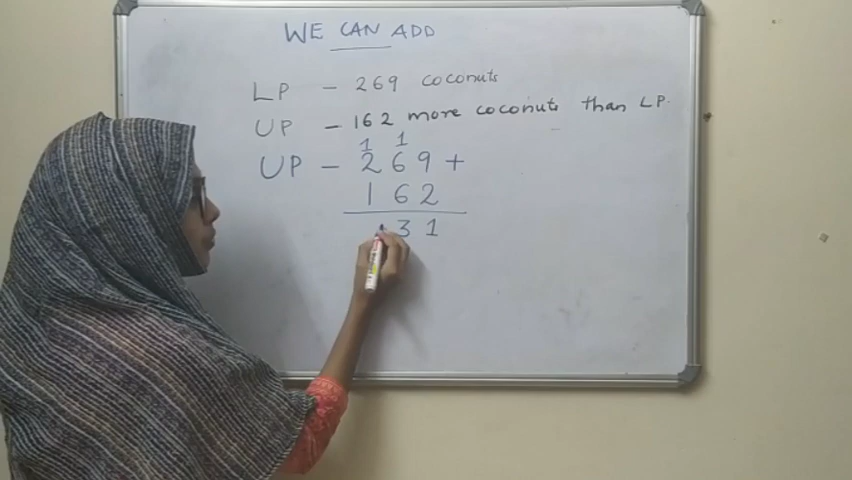 WE CAN ADD
LP - 269 coconuts
UP - 162 more coconuts than LP.
1 1
UP - 269 +
162
31